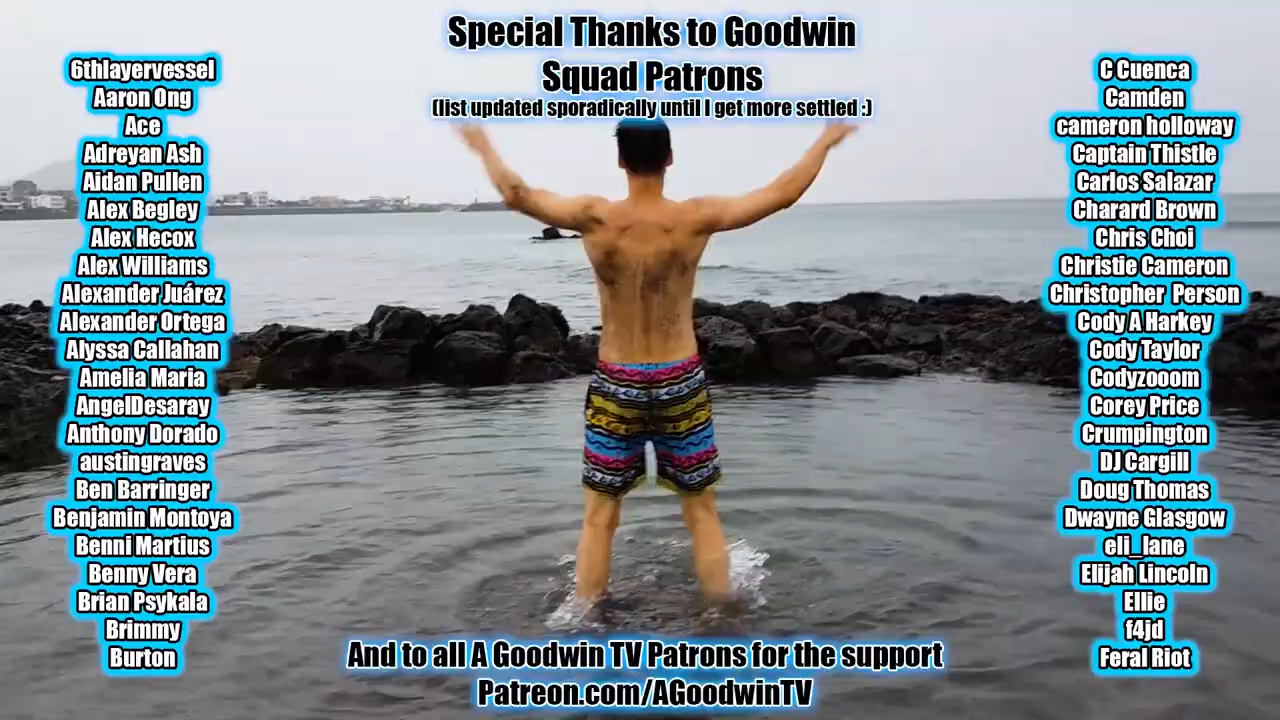 Special Thanks to Goodwin
Squad Patrons
(list updated sporadically until I get more settled :)
6thlayervessel
Aaron Ong
Ace
Adreyan Ash
Aidan Pullen
Alex Begley
Alex Hecox
Alex Williams
Alexander Juárez
Alexander Ortega
Alyssa Callahan
Amelia Maria
AngelDesaray
Anthony Dorado
austingraves
Ben Barringer
Benjamin Montoya
Benni Martius
Benny Vera
Brian Psykala
Brimmy
Burton
C Cuenca
Camden
cameron holloway
Captain Thistle
Carlos Salazar
Charard Brown
Chris Choi
Christie Cameron
Christopher Person
Cody A Harkey
Cody Taylor
Codyzooom
Corey Price
Crumpington
DJ Cargill
Doug Thomas
Dwayne Glasgow
eli_lane
Elijah Lincoln
Ellie
f4jd
Feral Riot
And to all A Goodwin TV Patrons for the support
Patreon.com/AGoodwinTV